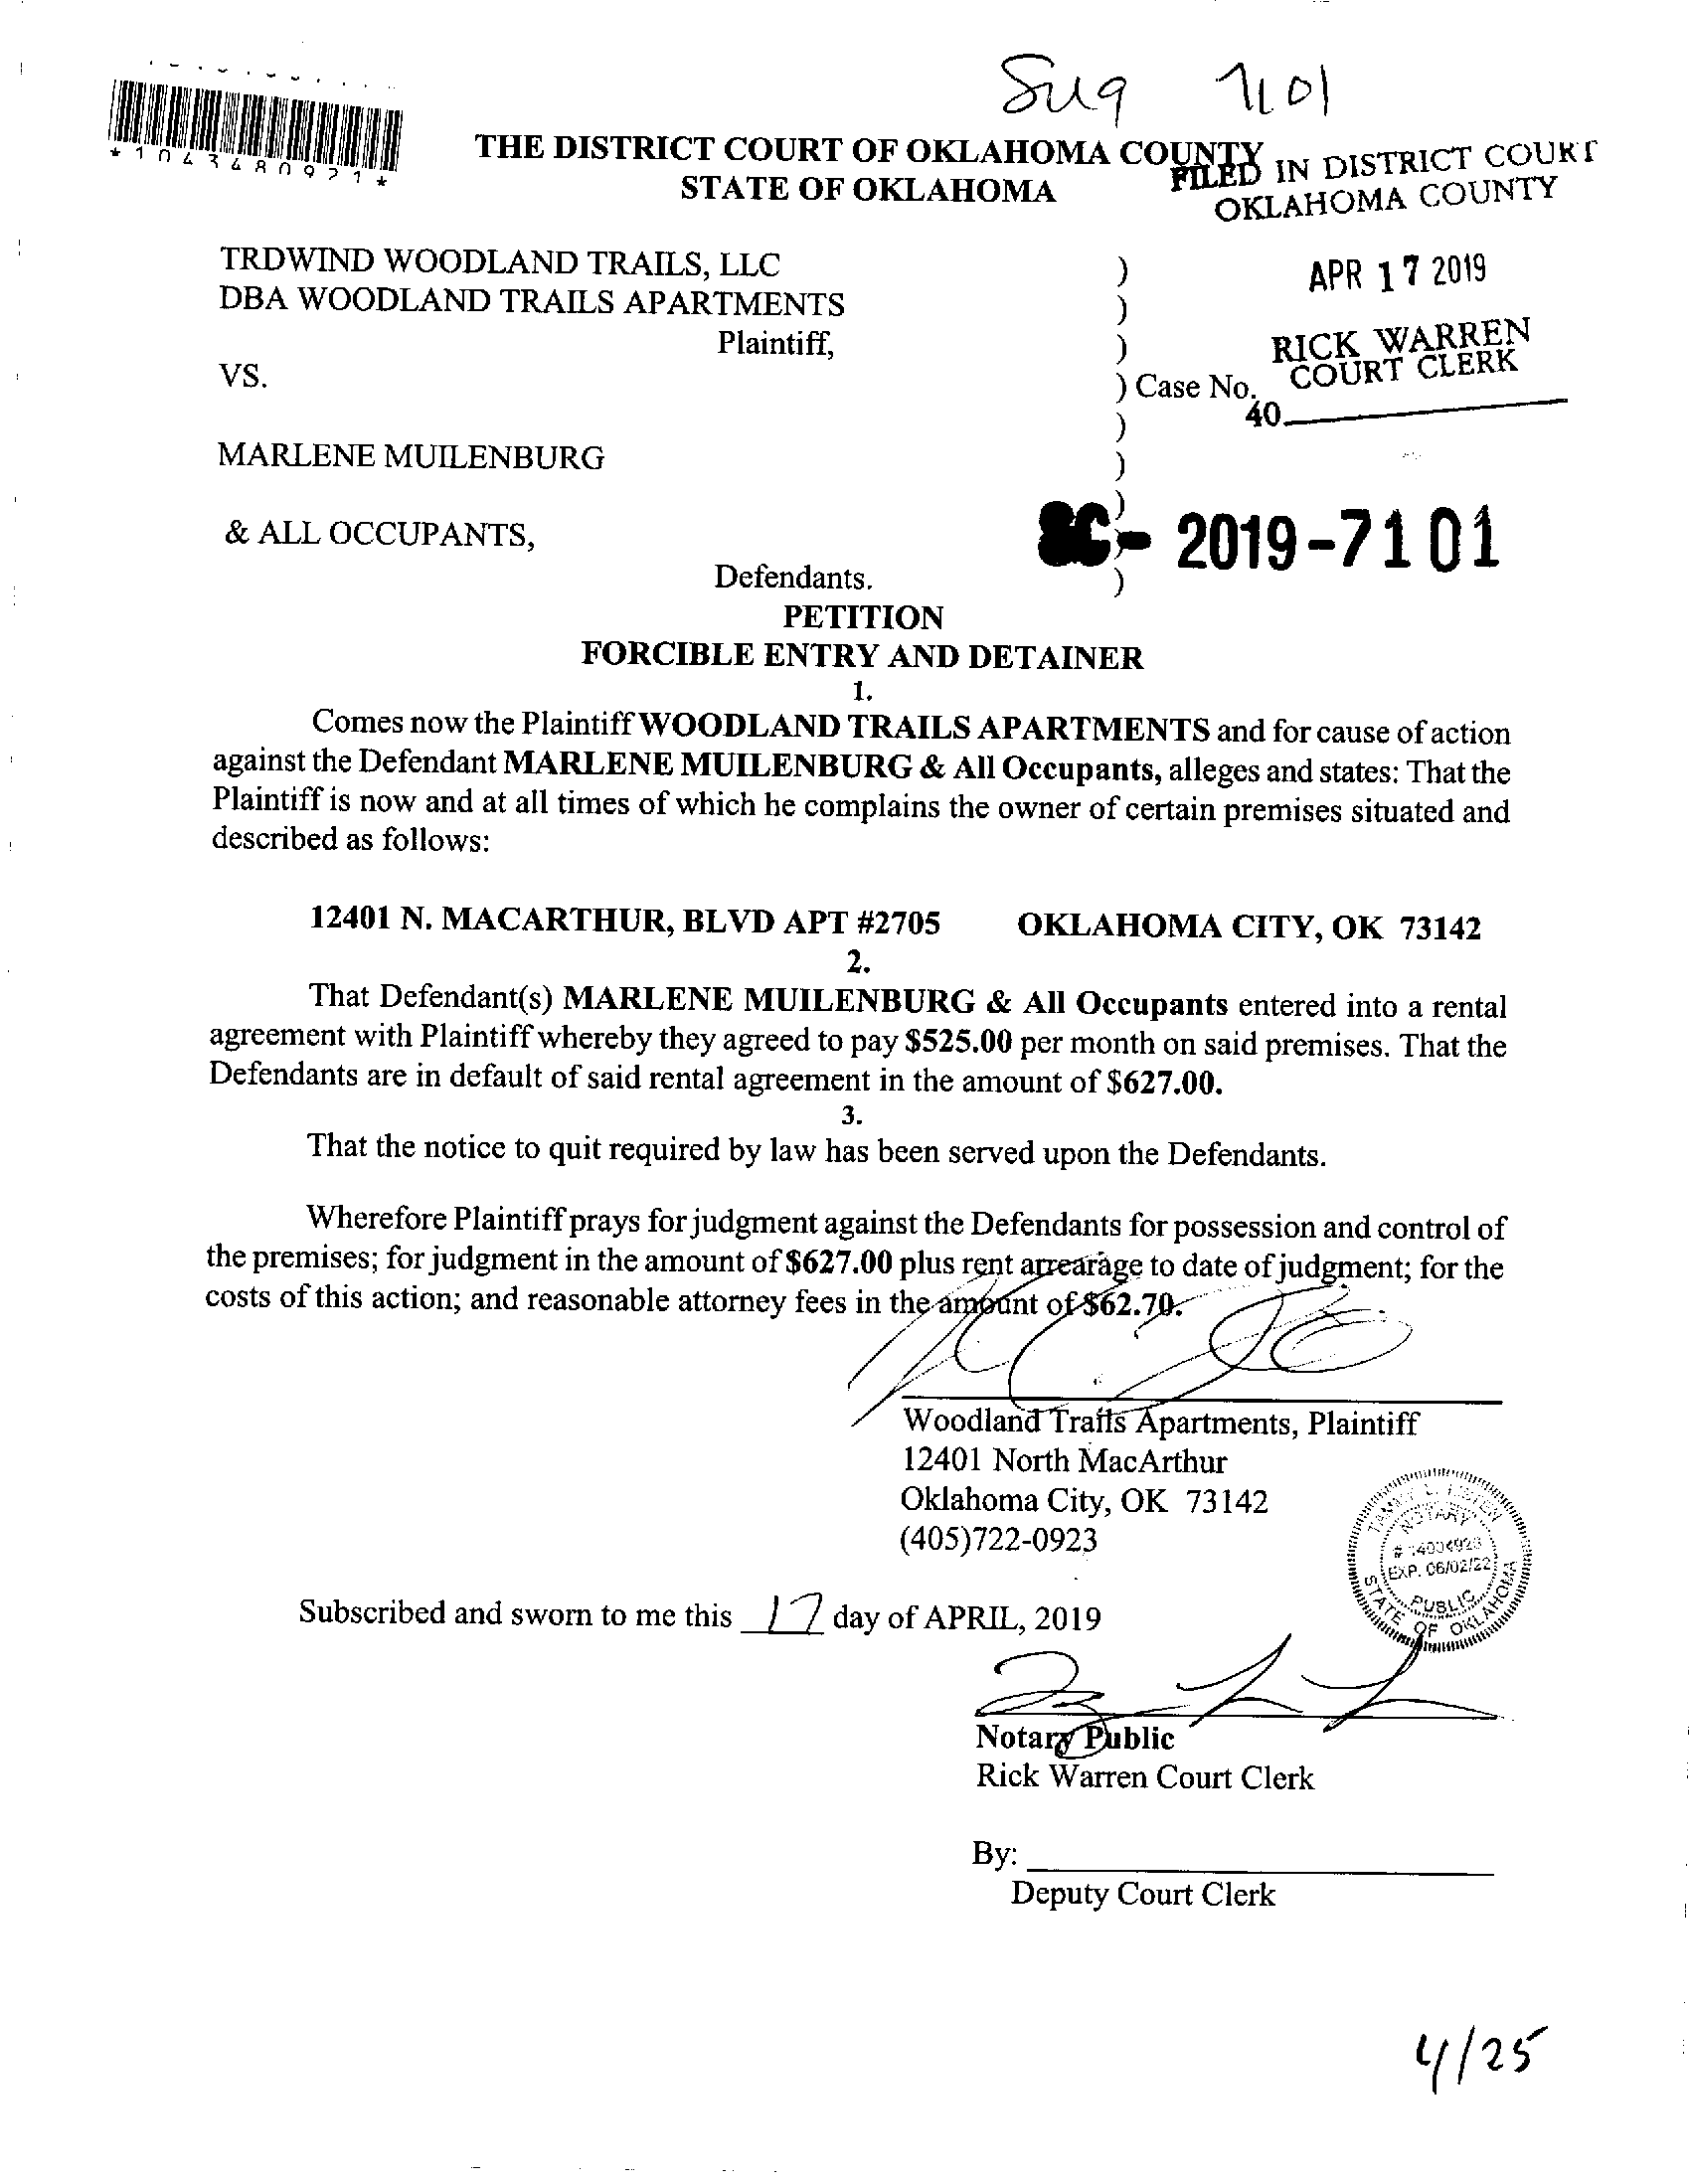 Su9 7101
*1043480921*
THE DISTRICT COURT OF OKLAHOMA COUNTY
STATE OF OKLAHOMA
FILED IN DISTRICT COURT
OKLAHOMA COUNTY
TRDWIND WOODLAND TRAILS, LLC )
APR 17 2019
DBA WOODLAND TRAILS APARTMENTS )
Plaintiff, )
RICK WARREN
COURT CLERK
VS. ) Case No.
40
)
MARLENE MUILENBURG )
)
& ALL OCCUPANTS,
SC- 2019-7101
Defendants. )
PETITION
FORCIBLE ENTRY AND DETAINER
1.
Comes now the Plaintiff WOODLAND TRAILS APARTMENTS and for cause of action
against the Defendant MARLENE MUILENBURG & All Occupants, alleges and states: That the
Plaintiff is now and at all times of which he complains the owner of certain premises situated and
described as follows:
12401 N. MACARTHUR, BLVD APT #2705 OKLAHOMA CITY, OK 73142
2.
That Defendant(s) MARLENE MUILENBURG & All Occupants entered into a rental
agreement with Plaintiff whereby they agreed to pay $525.00 per month on said premises. That the
Defendants are in default of said rental agreement in the amount of $627.00.
3.
That the notice to quit required by law has been served upon the Defendants.
Wherefore Plaintiff prays for judgment against the Defendants for possession and control of
the premises; for judgment in the amount of $627.00 plus rent arrearage to date of judgment; for the
costs of this action; and reasonable attorney fees in the amount of $62.70.
Woodland Trails Apartments, Plaintiff
12401 North MacArthur
Oklahoma City, OK 73142
(405)722-0923
NOTARY
EXP. 06/02/22
PUBLIC
STATE OF OKLAHOMA
Subscribed and sworn to me this 17 day of APRIL, 2019
Notary Public
Rick Warren Court Clerk
By:
Deputy Court Clerk
4/25